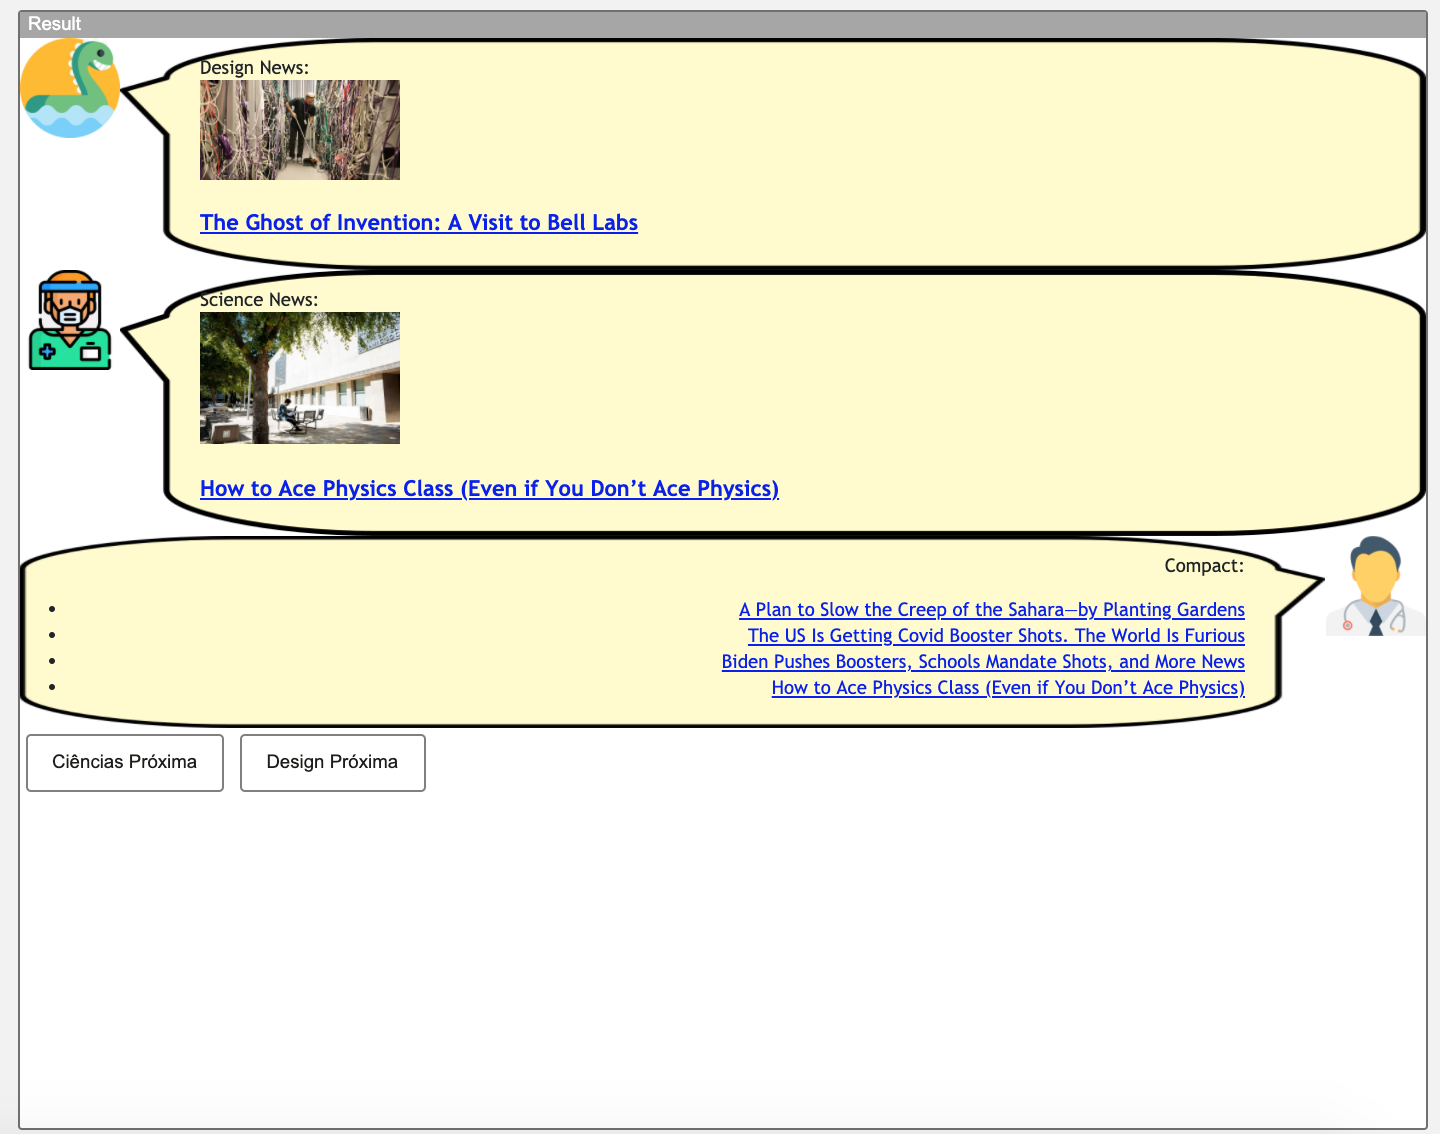 Result
Design News:
The Ghost of Invention: A Visit to Bell Labs
Science News:
How to Ace Physics Class (Even if You Don’t Ace Physics)
Compact:
A Plan to Slow the Creep of the Sahara—by Planting Gardens
The US Is Getting Covid Booster Shots. The World Is Furious
Biden Pushes Boosters, Schools Mandate Shots, and More News
How to Ace Physics Class (Even if You Don’t Ace Physics)
Ciências Próxima
Design Próxima